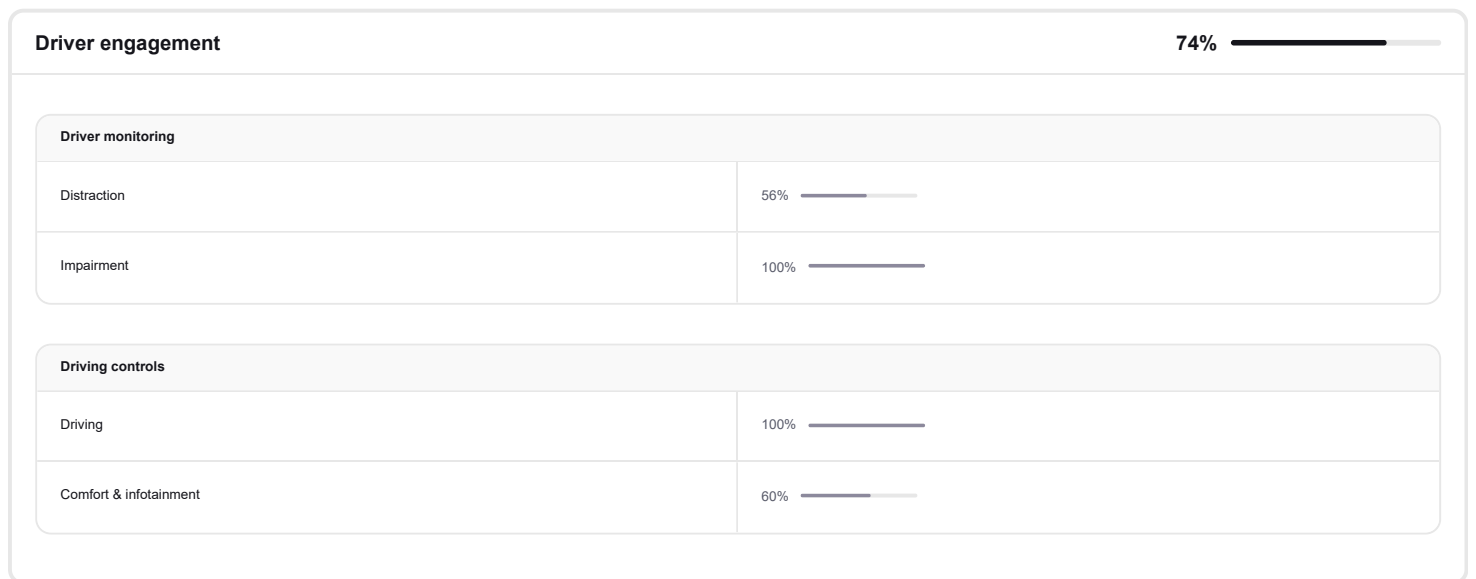 Driver engagement 74%
Driver monitoring
Distraction 56%
Impairment 100%
Driving controls
Driving 100%
Comfort & infotainment 60%